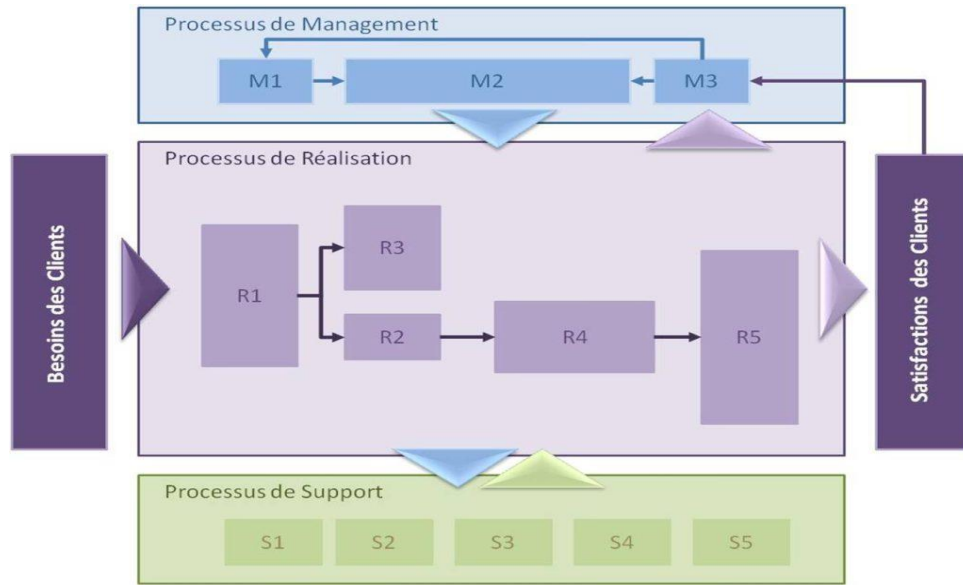 Processus de Management
M1
M2
M3
Processus de Réalisation
Besoins des Clients
R1
R3
R2
R4
R5
Satisfactions des Clients
Processus de Support
S1
S2
S3
S4
S5